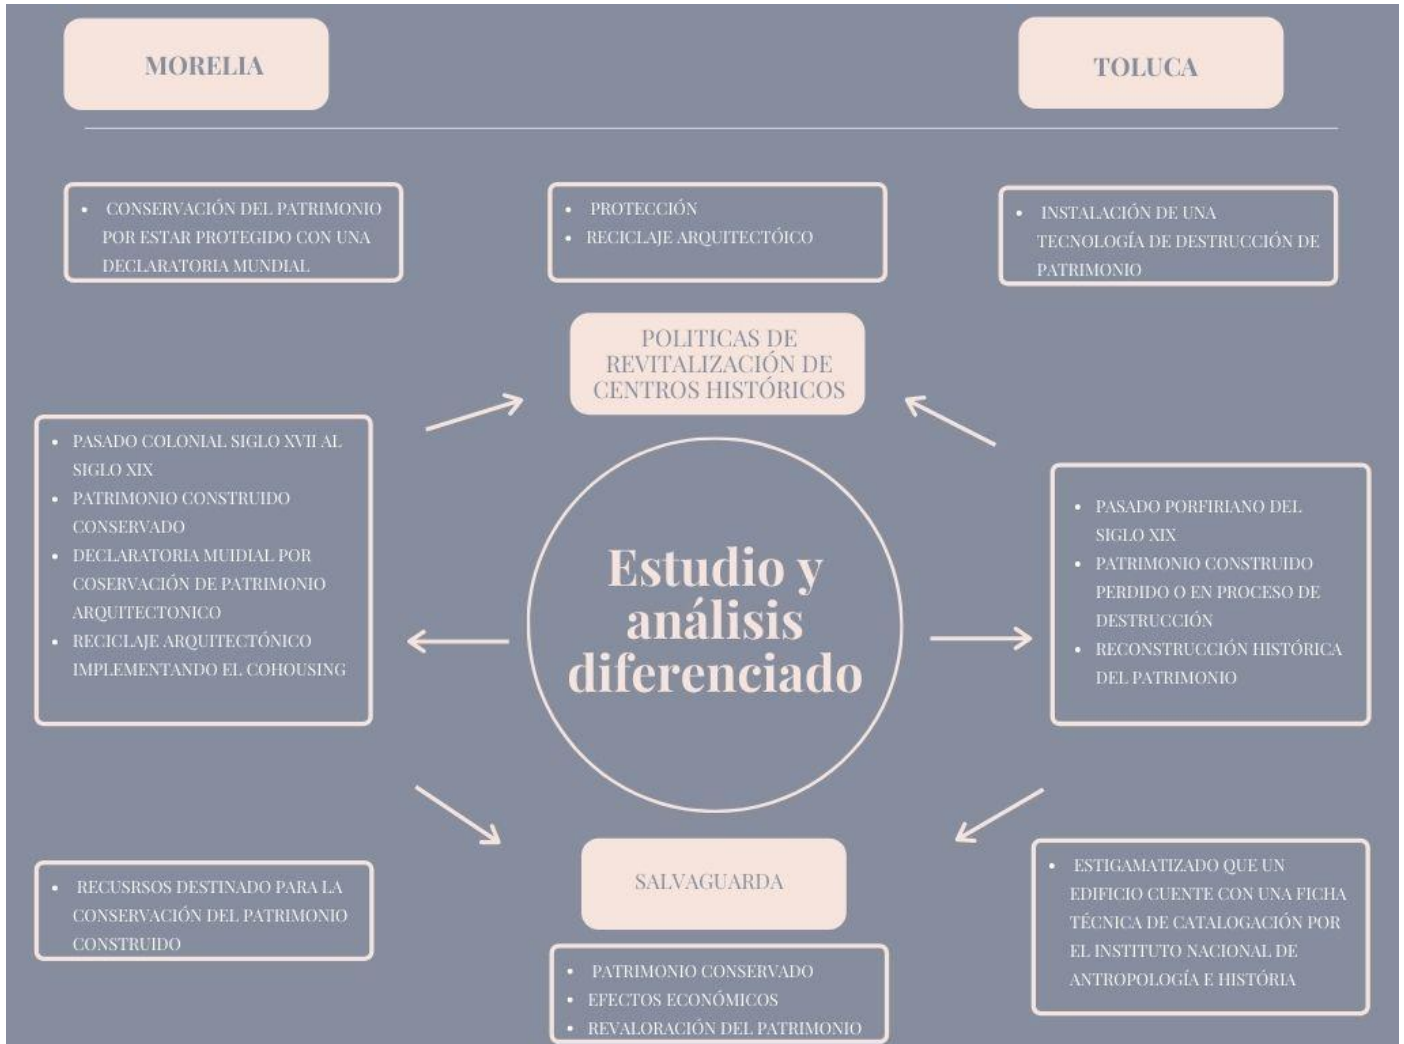 MORELIA
TOLUCA
• CONSERVACIÓN DEL PATRIMONIO
POR ESTAR PROTEGIDO CON UNA
DECLARATORIA MUNDIAL
• PROTECCIÓN
• RECICLAJE ARQUITECTÓICO
• INSTALACIÓN DE UNA
TECNOLOGÍA DE DESTRUCCIÓN DE
PATRIMONIO
POLITICAS DE
REVITALIZACIÓN DE
CENTROS HISTÓRICOS
• PASADO COLONIAL SIGLO XVII AL
SIGLO XIX
• PATRIMONIO CONSTRUIDO
CONSERVADO
• DECLARATORIA MUIDIAL POR
COSERVACIÓN DE PATRIMONIO
ARQUITECTONICO
• RECICLAJE ARQUITECTÓNICO
IMPLEMENTANDO EL COHOUSING
Estudio y
análisis
diferenciado
• PASADO PORFIRIANO DEL
SIGLO XIX
• PATRIMONIO CONSTRUIDO
PERDIDO O EN PROCESO DE
DESTRUCCIÓN
• RECONSTRUCCIÓN HISTÓRICA
DEL PATRIMONIO
• RECUSRSOS DESTINADO PARA LA
CONSERVACIÓN DEL PATRIMONIO
CONSTRUIDO
SALVAGUARDA
• PATRIMONIO CONSERVADO
• EFECTOS ECONÓMICOS
• REVALORACIÓN DEL PATRIMONIO
• ESTIGAMATIZADO QUE UN
EDIFICIO CUENTE CON UNA FICHA
TÉCNICA DE CATALOGACIÓN POR
EL INSTITUTO NACIONAL DE
ANTROPOLOGÍA E HISTÓRIA